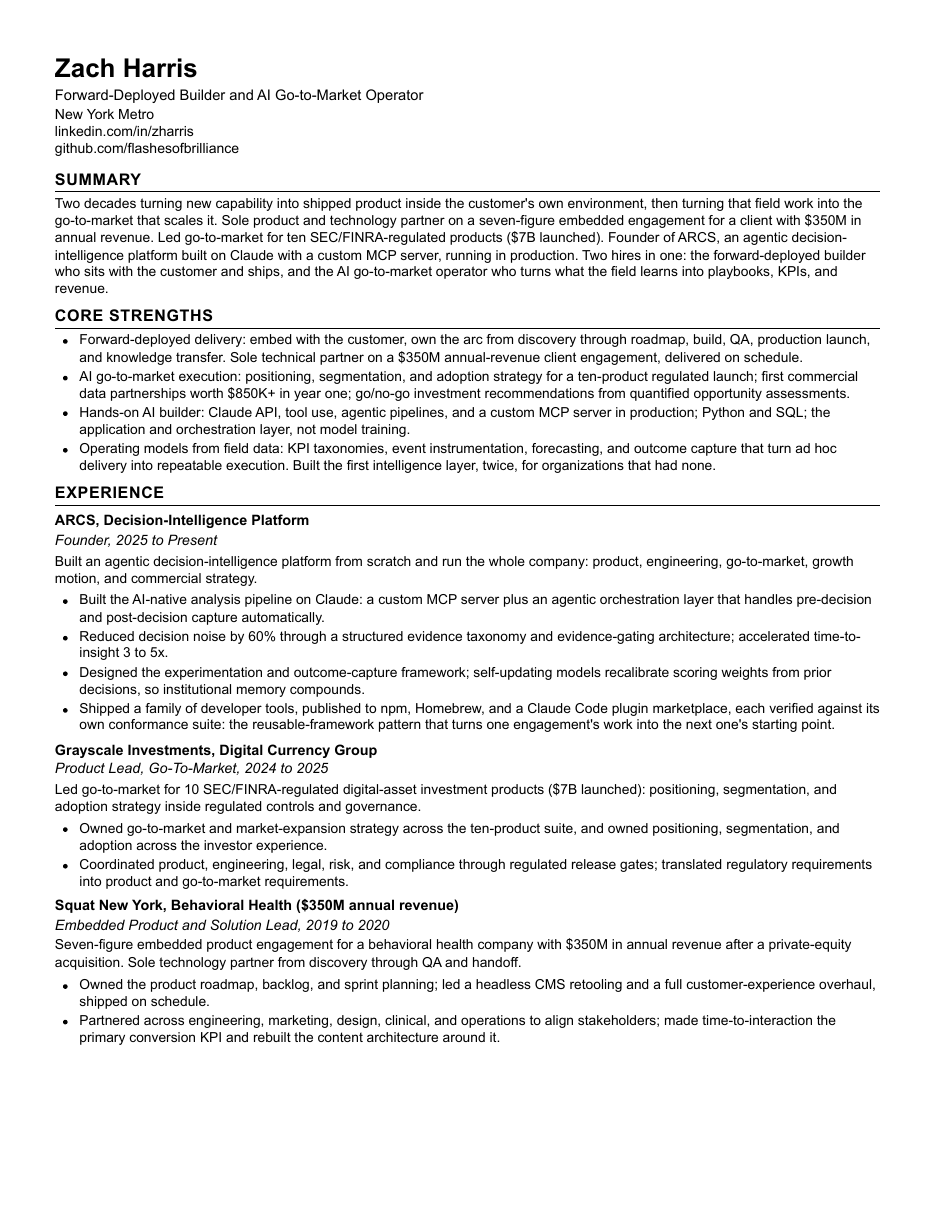 Zach Harris
Forward-Deployed Builder and AI Go-to-Market Operator
New York Metro
linkedin.com/in/zharris
github.com/flashesofbrilliance
SUMMARY
Two decades turning new capability into shipped product inside the customer's own environment, then turning that field work into the
go-to-market that scales it. Sole product and technology partner on a seven-figure embedded engagement for a client with $350M in
annual revenue. Led go-to-market for ten SEC/FINRA-regulated products ($7B launched). Founder of ARCS, an agentic decision-
intelligence platform built on Claude with a custom MCP server, running in production. Two hires in one: the forward-deployed builder
who sits with the customer and ships, and the AI go-to-market operator who turns what the field learns into playbooks, KPIs, and
revenue.
CORE STRENGTHS
● Forward-deployed delivery: embed with the customer, own the arc from discovery through roadmap, build, QA, production launch,
and knowledge transfer. Sole technical partner on a $350M annual-revenue client engagement, delivered on schedule.
● AI go-to-market execution: positioning, segmentation, and adoption strategy for a ten-product regulated launch; first commercial
data partnerships worth $850K+ in year one; go/no-go investment recommendations from quantified opportunity assessments.
● Hands-on AI builder: Claude API, tool use, agentic pipelines, and a custom MCP server in production; Python and SQL; the
application and orchestration layer, not model training.
● Operating models from field data: KPI taxonomies, event instrumentation, forecasting, and outcome capture that turn ad hoc
delivery into repeatable execution. Built the first intelligence layer, twice, for organizations that had none.
EXPERIENCE
ARCS, Decision-Intelligence Platform
Founder, 2025 to Present
Built an agentic decision-intelligence platform from scratch and run the whole company: product, engineering, go-to-market, growth
motion, and commercial strategy.
● Built the AI-native analysis pipeline on Claude: a custom MCP server plus an agentic orchestration layer that handles pre-decision
and post-decision capture automatically.
● Reduced decision noise by 60% through a structured evidence taxonomy and evidence-gating architecture; accelerated time-to-
insight 3 to 5x.
● Designed the experimentation and outcome-capture framework; self-updating models recalibrate scoring weights from prior
decisions, so institutional memory compounds.
● Shipped a family of developer tools, published to npm, Homebrew, and a Claude Code plugin marketplace, each verified against its
own conformance suite: the reusable-framework pattern that turns one engagement's work into the next one's starting point.
Grayscale Investments, Digital Currency Group
Product Lead, Go-To-Market, 2024 to 2025
Led go-to-market for 10 SEC/FINRA-regulated digital-asset investment products ($7B launched): positioning, segmentation, and
adoption strategy inside regulated controls and governance.
● Owned go-to-market and market-expansion strategy across the ten-product suite, and owned positioning, segmentation, and
adoption across the investor experience.
● Coordinated product, engineering, legal, risk, and compliance through regulated release gates; translated regulatory requirements
into product and go-to-market requirements.
Squat New York, Behavioral Health ($350M annual revenue)
Embedded Product and Solution Lead, 2019 to 2020
Seven-figure embedded product engagement for a behavioral health company with $350M in annual revenue after a private-equity
acquisition. Sole technology partner from discovery through QA and handoff.
● Owned the product roadmap, backlog, and sprint planning; led a headless CMS retooling and a full customer-experience overhaul,
shipped on schedule.
● Partnered across engineering, marketing, design, clinical, and operations to align stakeholders; made time-to-interaction the
primary conversion KPI and rebuilt the content architecture around it.